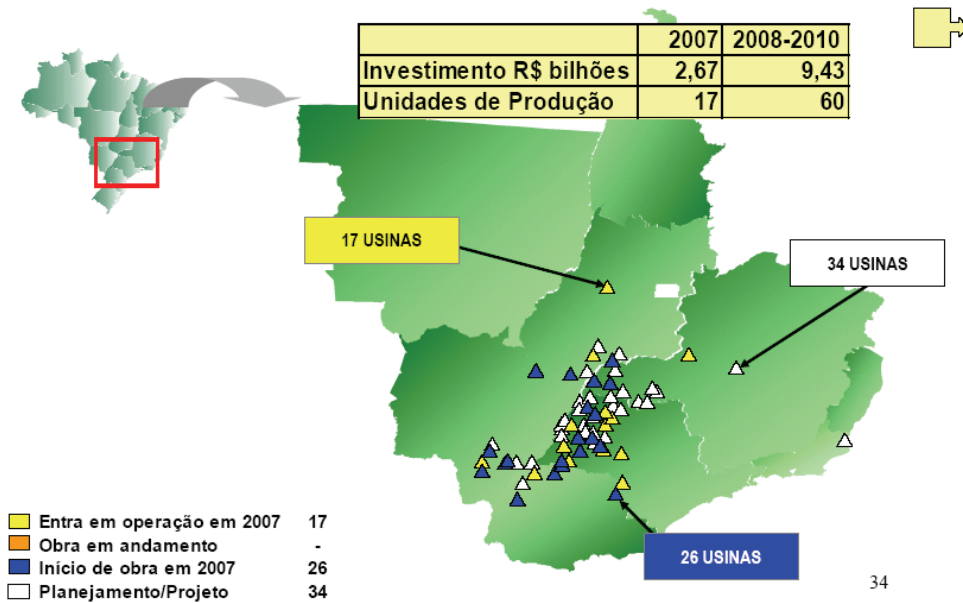 2007 2008-2010
Investimento R$ bilhões 2,67 9,43
Unidades de Produção 17 60
17 USINAS
34 USINAS
26 USINAS
Entra em operação em 2007 17
Obra em andamento -
Início de obra em 2007 26
Planejamento/Projeto 34
34